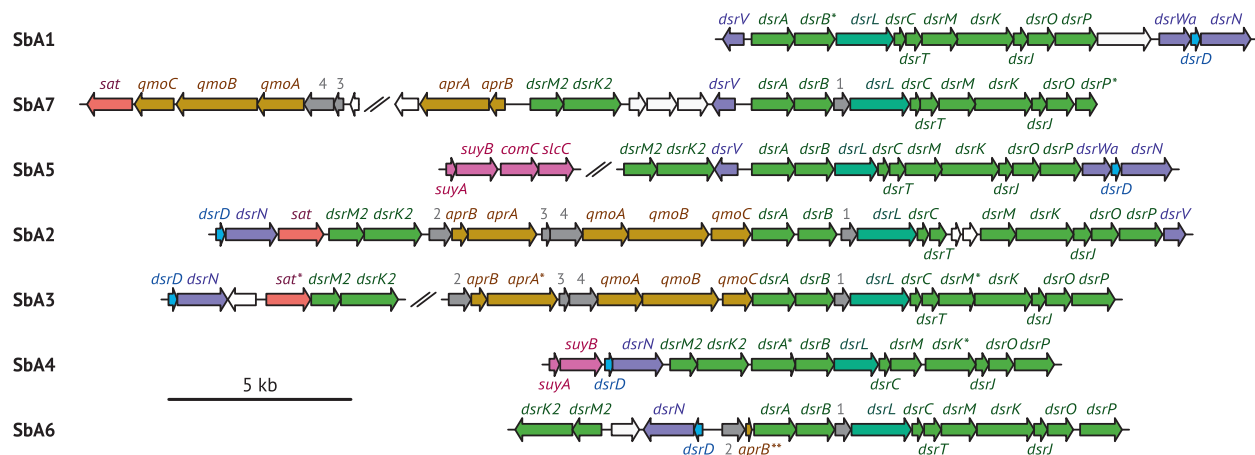 dsrV dsrA dsrB* dsrL dsrC dsrM dsrK dsrO dsrP dsrWa dsrN
SbA1
dsrT dsrJ dsrD
sat qmoC qmoB qmoA 4 3 aprA aprB dsrM2 dsrK2 dsrV dsrA dsrB 1 dsrL dsrC dsrM dsrK dsrO dsrP*
SbA7
dsrT dsrJ
suyB comC slcC dsrM2 dsrK2 dsrV dsrA dsrB dsrL dsrC dsrM dsrK dsrO dsrP dsrWa dsrN
SbA5
suyA dsrT dsrJ dsrD
dsrD dsrN sat dsrM2 dsrK2 2 aprB aprA 3 4 qmoA qmoB qmoC dsrA dsrB 1 dsrL dsrC dsrM dsrK dsrO dsrP dsrV
SbA2
dsrT dsrJ
dsrD dsrN sat* dsrM2 dsrK2 2 aprB aprA* 3 4 qmoA qmoB qmoC dsrA dsrB 1 dsrL dsrC dsrM* dsrK dsrO dsrP
SbA3
dsrT dsrJ
suyB dsrN dsrM2 dsrK2 dsrA* dsrB dsrL dsrM dsrK* dsrO dsrP
SbA4
suyA dsrD dsrC dsrJ
5 kb
dsrK2 dsrM2 dsrN dsrA dsrB 1 dsrL dsrC dsrM dsrK dsrO dsrP
SbA6
dsrD 2 aprB** dsrT dsrJ